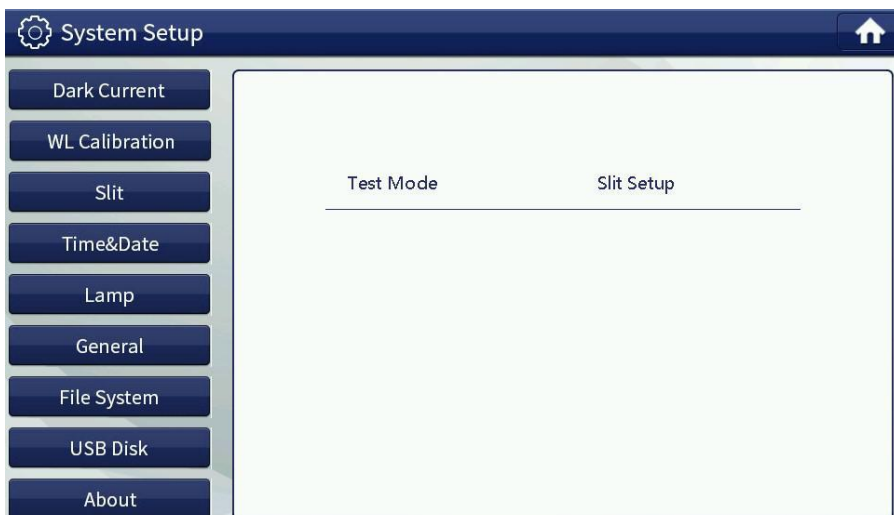 System Setup
Dark Current
WL Calibration
Slit
Time&Date
Lamp
General
File System
USB Disk
About
Test Mode Slit Setup